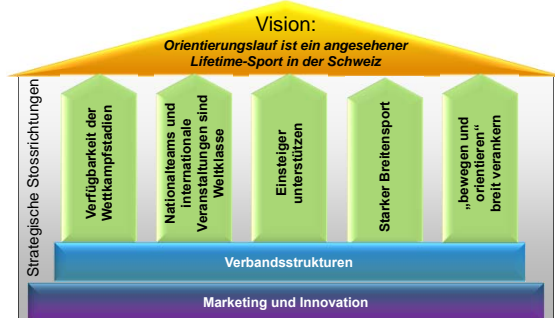 Vision:
Orientierungslauf ist ein angesehener
Lifetime-Sport in der Schweiz
Strategische Stossrichtungen
Verfügbarkeit der
Wettkampfstadien
Nationalteams und
internationale
Veranstaltungen sind
Weltklasse
Einsteiger
unterstützen
Starker Breitensport
„bewegen und
orientieren“
breit verankern
Verbandsstrukturen
Marketing und Innovation